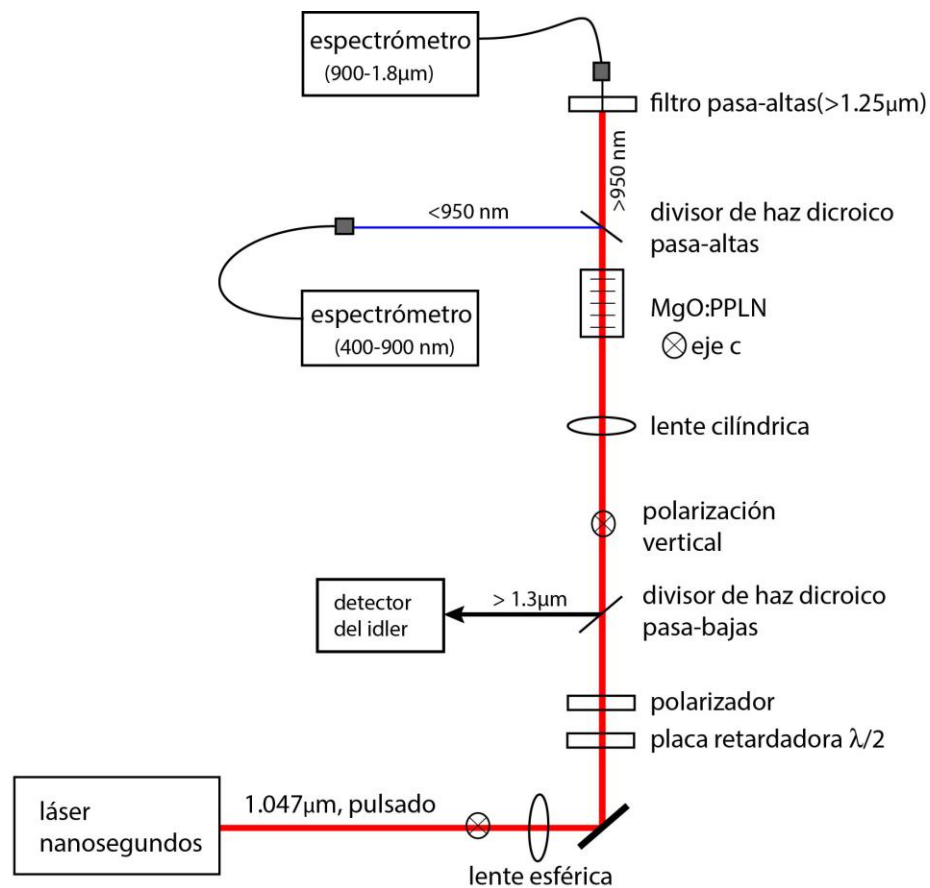 espectrómetro
(900-1.8µm)
filtro pasa-altas(>1.25µm)
>950 nm
<950 nm
divisor de haz dicroico
pasa-altas
espectrómetro
(400-900 nm)
MgO:PPLN
eje c
lente cilíndrica
polarización
vertical
> 1.3µm
detector
del idler
divisor de haz dicroico
pasa-bajas
polarizador
placa retardadora λ/2
láser
nanosegundos
1.047µm, pulsado
lente esférica